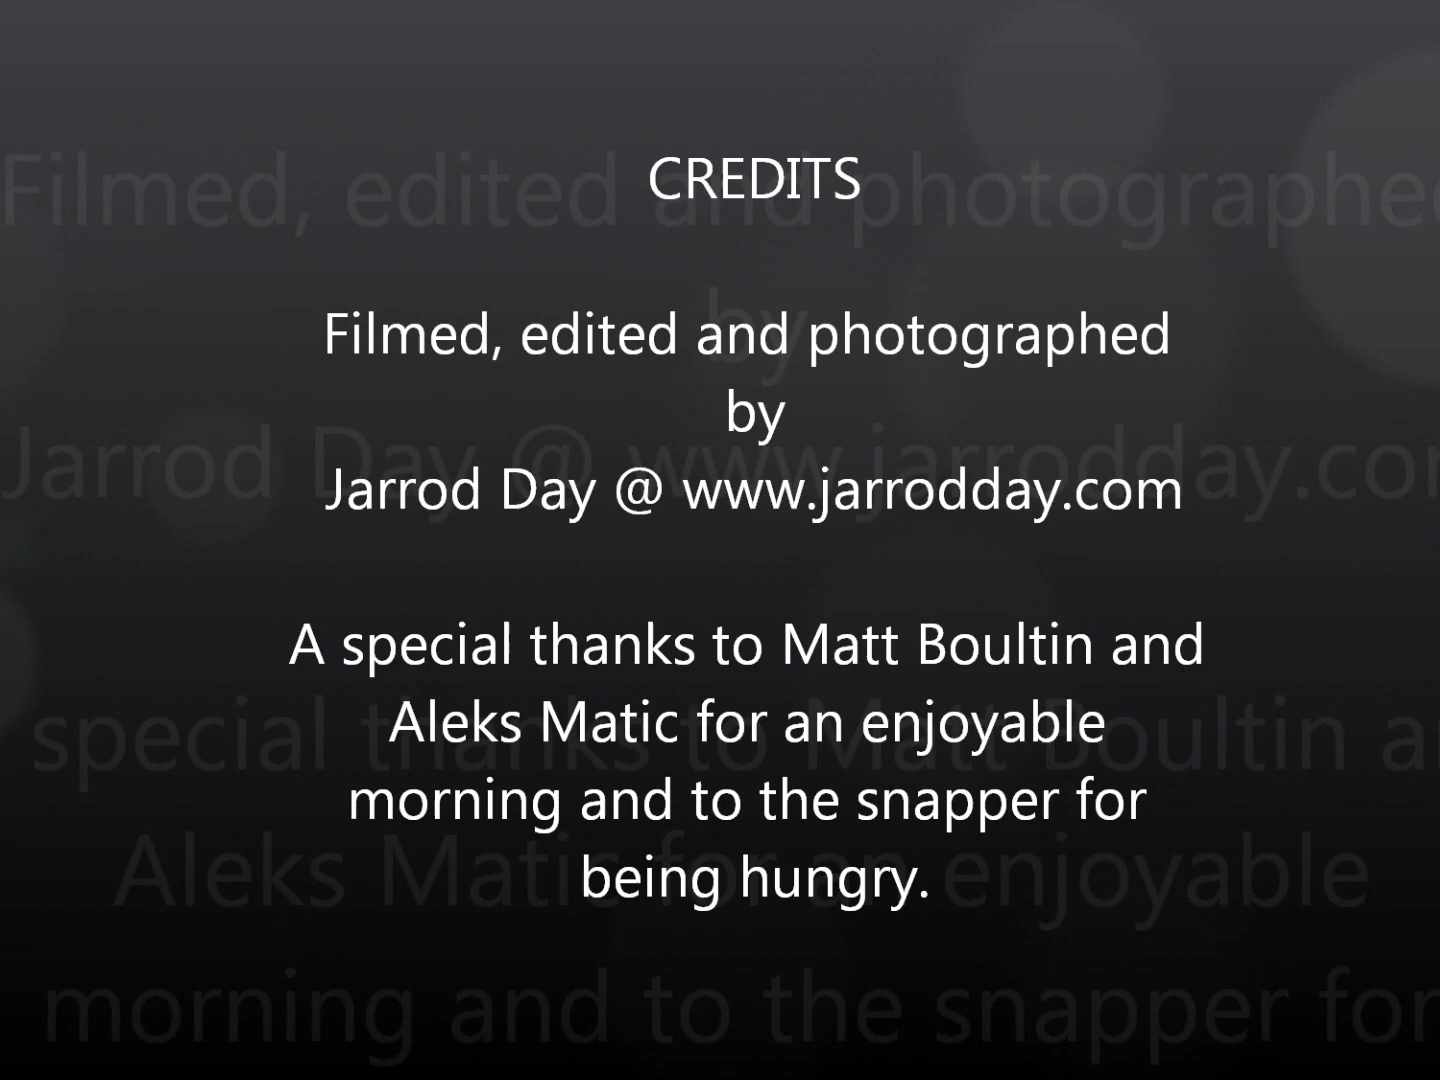 CREDITS
Filmed, edited and photographed
by
Jarrod Day @ www.jarrodday.com
A special thanks to Matt Boultin and
Aleks Matic for an enjoyable
morning and to the snapper for
being hungry.